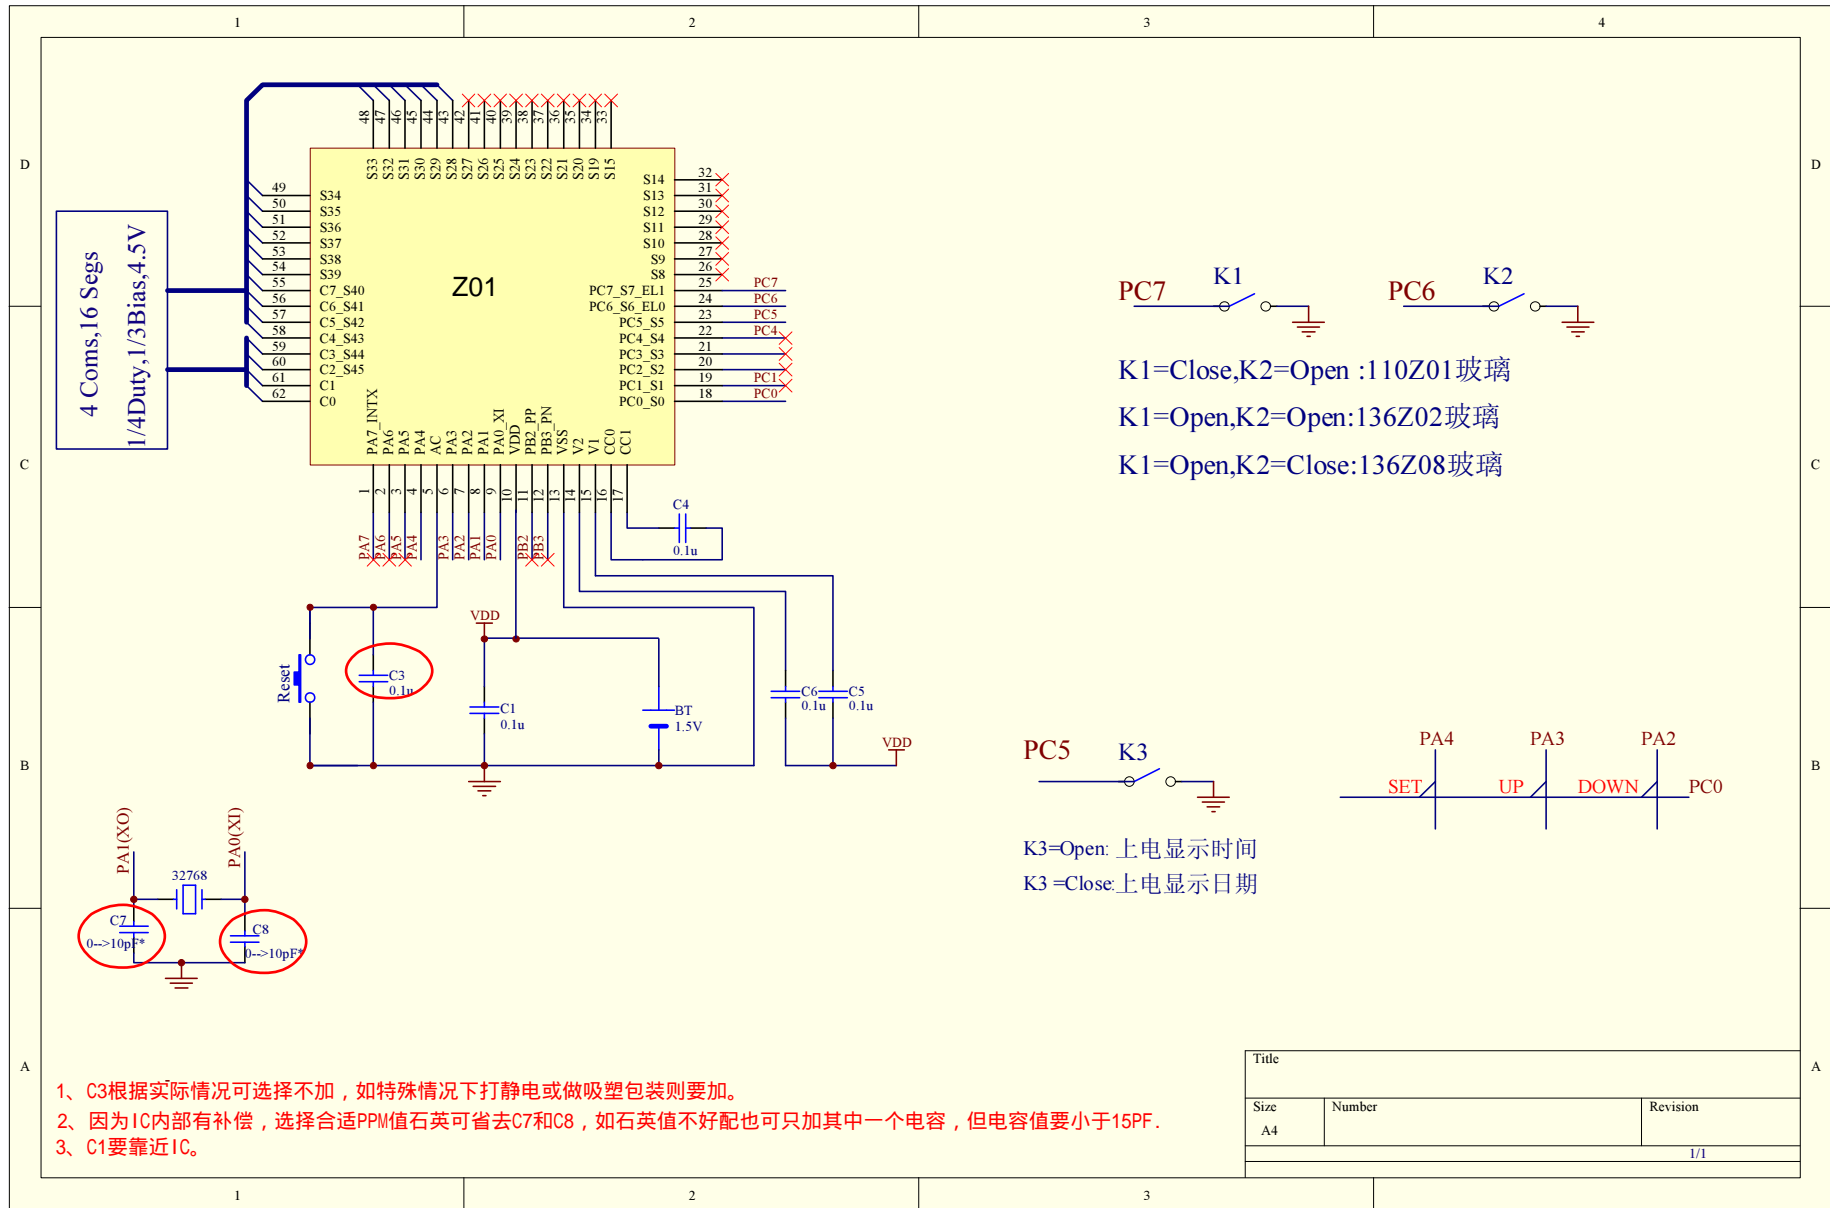 1 2 3 4
D D
C C
B B
A A
48 47 46 45 44 43 42 41 40 39 38 37 36 35 34 33
S33 S32 S31 S30 S29 S28 S27 S26 S25 S24 S23 S22 S21 S20 S19 S15
49 S34
50 S35
51 S36
52 S37
53 S38
54 S39
55 C7_S40
56 C6_S41
57 C5_S42
58 C4_S43
59 C3_S44
60 C2_S45
61 C1
62 C0
4 Coms,16 Segs
1/4Duty,1/3Bias,4.5V
Z01
S14 32
S13 31
S12 30
S11 29
S10 28
S9 27
S8 26
PC7_S7_EL1 25 PC7
PC6_S6_EL0 24 PC6
PC5_S5 23 PC5
PC4_S4 22 PC4
PC3_S3 21
PC2_S2 20
PC1_S1 19 PC1
PC0_S0 18 PC0
PA7_INTX PA6 PA5 PA4 AC PA3 PA2 PA1 PA0_XI VDD PB2_PP PB3_PN VSS V2 V1 CC0 CC1
1 2 3 4 5 6 7 8 9 10 11 12 13 14 15 16 17
PA7 PA6 PA5 PA4 PA3 PA2 PA1 PA0 PB2 PB3
C4
0.1u
PC7 K1
PC6 K2
K1=Close,K2=Open :110Z01玻璃
K1=Open,K2=Open:136Z02玻璃
K1=Open,K2=Close:136Z08玻璃
Reset
C3
0.1u
VDD
C1
0.1u
BT
1.5V
C6
0.1u
C5
0.1u
VDD
PC5 K3
K3=Open: 上电显示时间
K3 =Close:上电显示日期
PA4 PA3 PA2
SET UP DOWN PC0
PA1(XO)
PA0(XI)
32768
C7
0-->10pF*
C8
0-->10pF*
1、C3根据实际情况可选择不加，如特殊情况下打静电或做吸塑包装则要加。
2、因为IC内部有补偿，选择合适PPM值石英可省去C7和C8，如石英值不好配也可只加其中一个电容，但电容值要小于15PF.
3、C1要靠近IC。
Title
Size Number Revision
A4
1/1
1 2 3 4